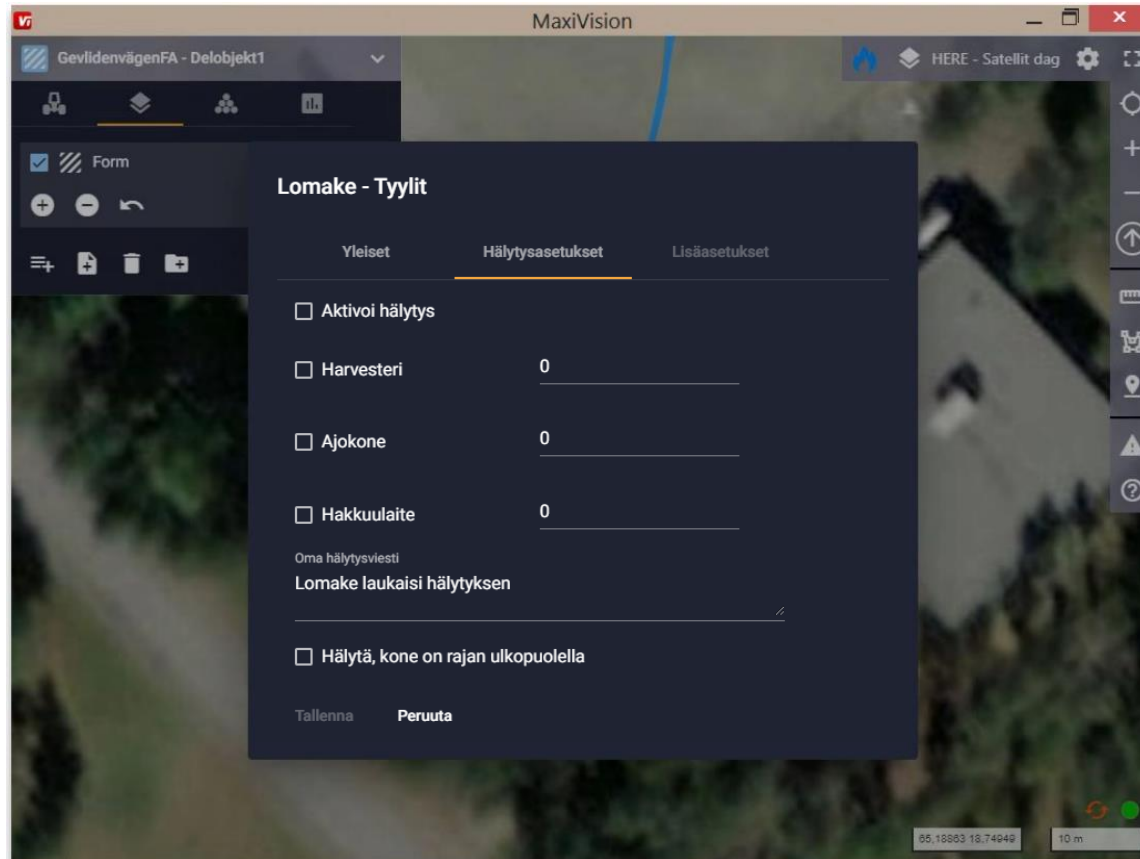 Vi
MaxiVision
GevlidenvägenFA - Delobjekt1
HERE - Satellit dag
Form
Lomake - Tyylit
Yleiset
Hälytysasetukset
Lisäasetukset
Aktivoi hälytys
Harvesteri
0
Ajokone
0
Hakkuulaite
0
Oma hälytysviesti
Lomake laukaisi hälytyksen
Hälytä, kone on rajan ulkopuolella
Tallenna
Peruuta
65,18863 18,74949
10 m